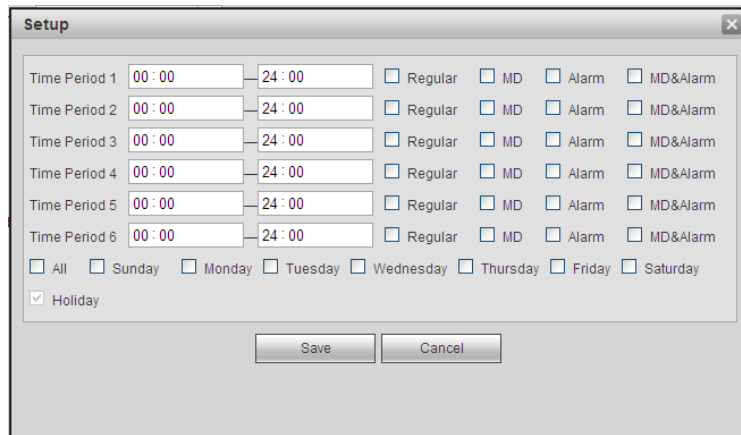 Setup
Time Period 1 00:00 — 24:00 Regular MD Alarm MD&Alarm
Time Period 2 00:00 — 24:00 Regular MD Alarm MD&Alarm
Time Period 3 00:00 — 24:00 Regular MD Alarm MD&Alarm
Time Period 4 00:00 — 24:00 Regular MD Alarm MD&Alarm
Time Period 5 00:00 — 24:00 Regular MD Alarm MD&Alarm
Time Period 6 00:00 — 24:00 Regular MD Alarm MD&Alarm
All Sunday Monday Tuesday Wednesday Thursday Friday Saturday
Holiday
Save Cancel